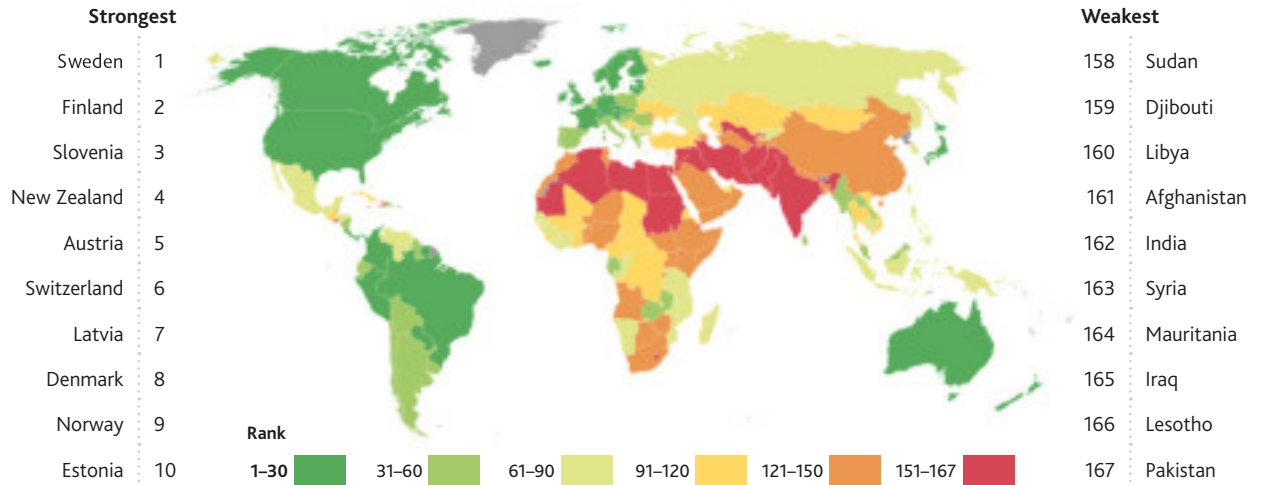 Strongest
Sweden 1
Finland 2
Slovenia 3
New Zealand 4
Austria 5
Switzerland 6
Latvia 7
Denmark 8
Norway 9
Estonia 10
Rank
1–30 31–60 61–90 91–120 121–150 151–167
Weakest
158 Sudan
159 Djibouti
160 Libya
161 Afghanistan
162 India
163 Syria
164 Mauritania
165 Iraq
166 Lesotho
167 Pakistan